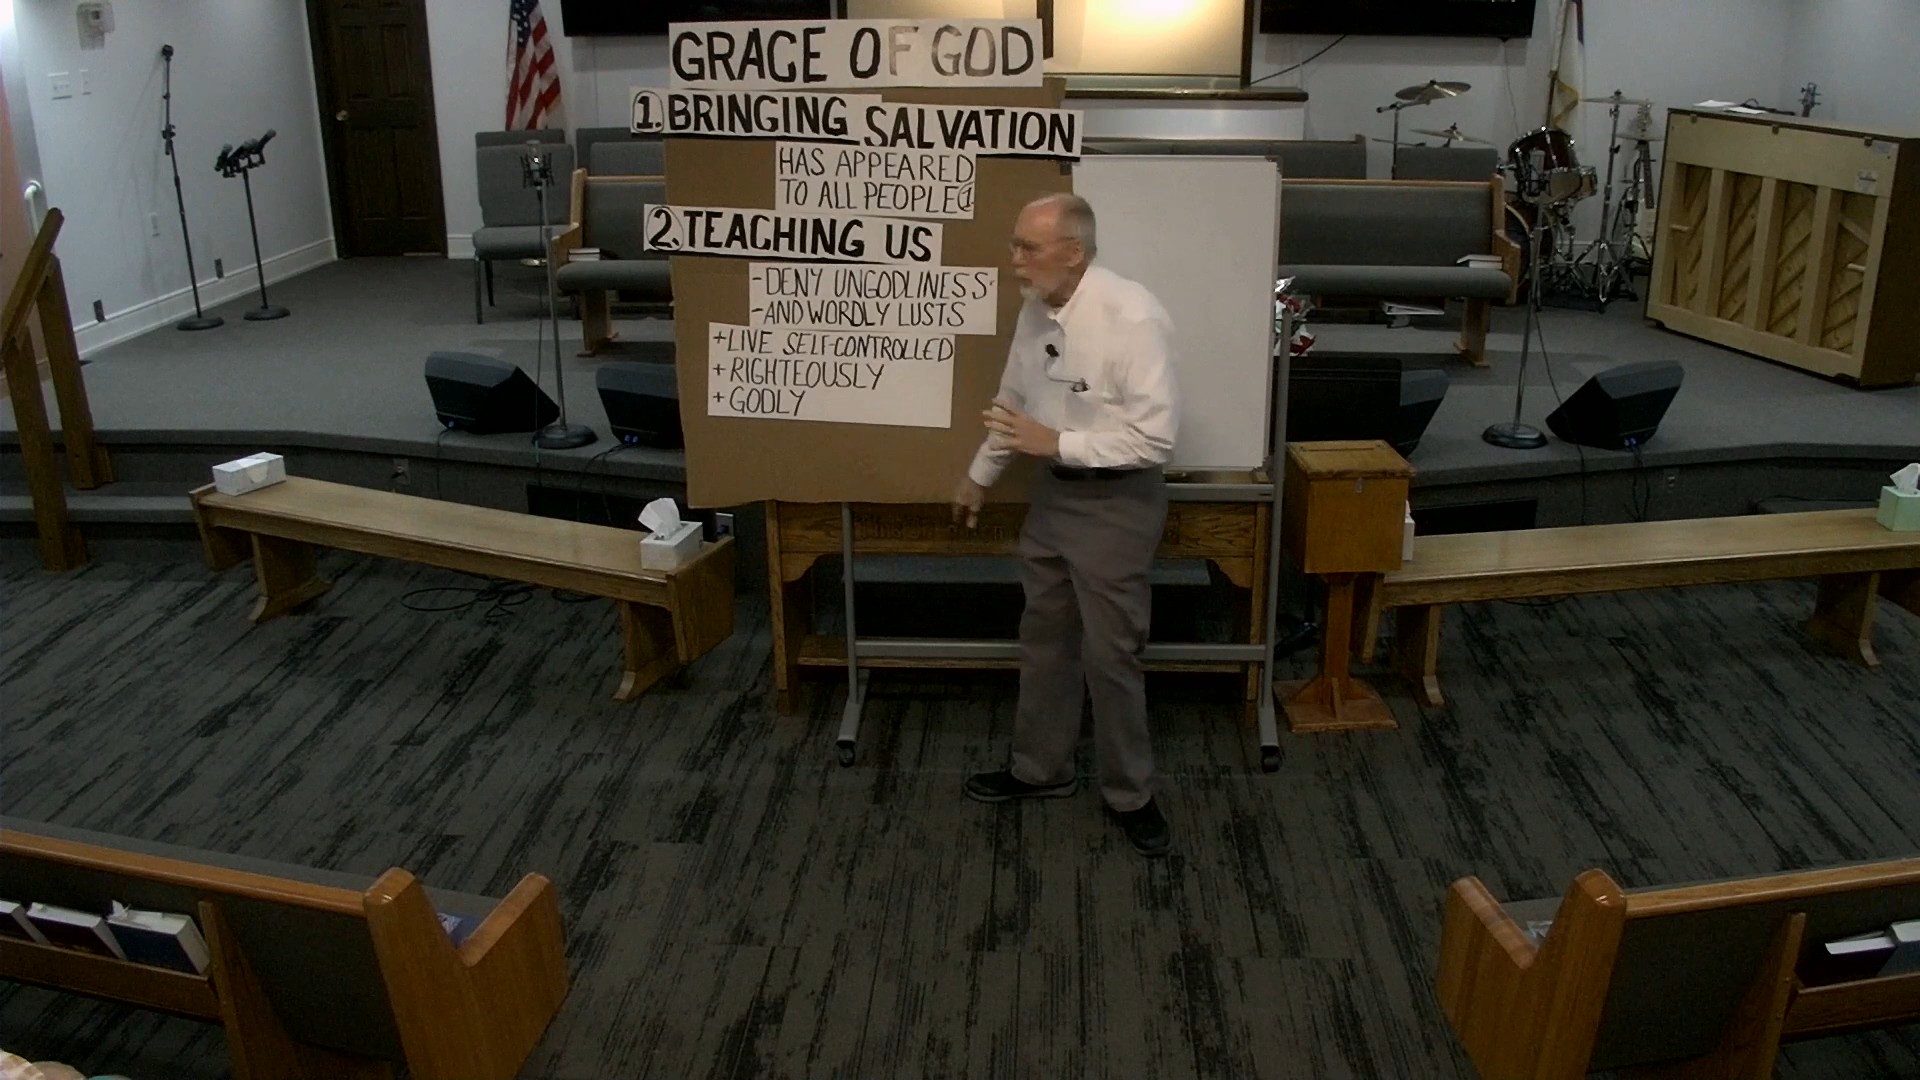 GRACE OF GOD
1. BRINGING SALVATION
HAS APPEARED
TO ALL PEOPLE 1
2. TEACHING US
-DENY UNGODLINESS
-AND WORDLY LUSTS
+LIVE SELF-CONTROLLED
+RIGHTEOUSLY
+GODLY